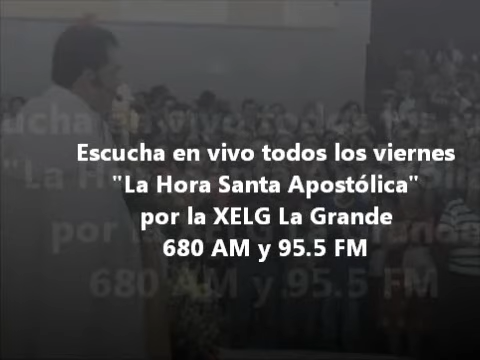 Escucha en vivo todos los viernes
"La Hora Santa Apostólica"
por la XELG La Grande
680 AM y 95.5 FM